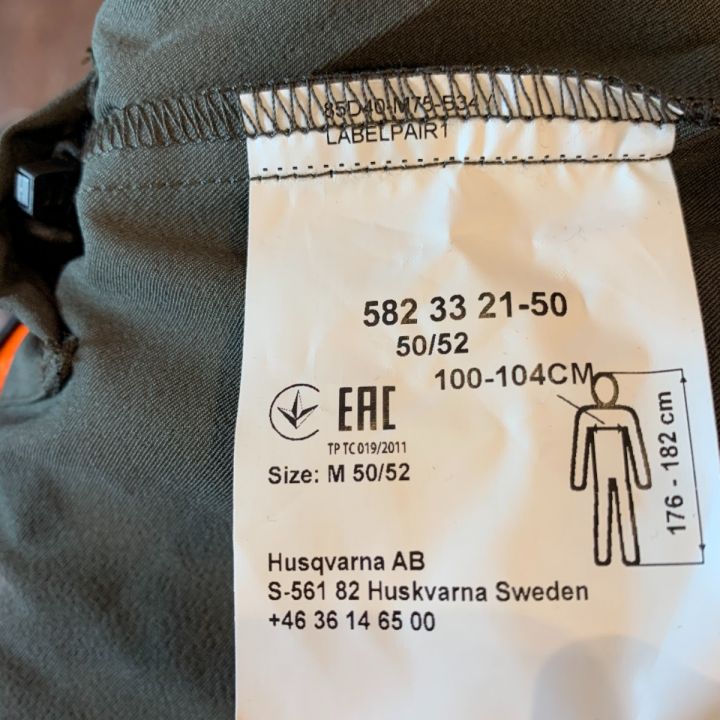 85D40-M75-B34
LABELPAIR1
582 33 21-50
50/52
100-104CM
EAC
TP TC 019/2011
Size: M 50/52
176 - 182 cm
Husqvarna AB
S-561 82 Huskvarna Sweden
+46 36 14 65 00